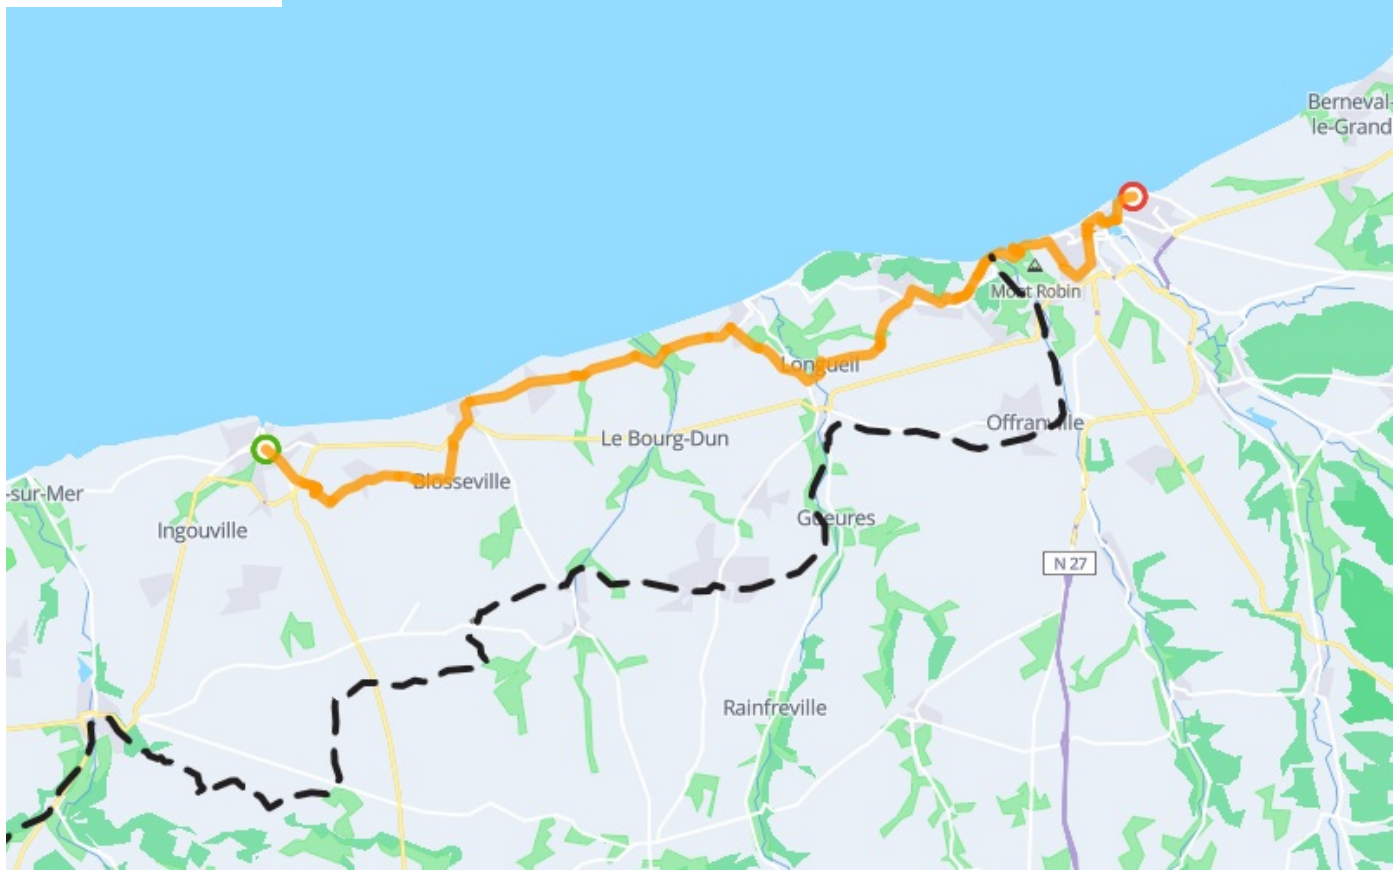 Berneval-
le-Grand
Mont Robin
Longueil
Offranville
Le Bourg-Dun
Blosseville
-sur-Mer
Ingouville
Gueures
N 27
Rainfreville